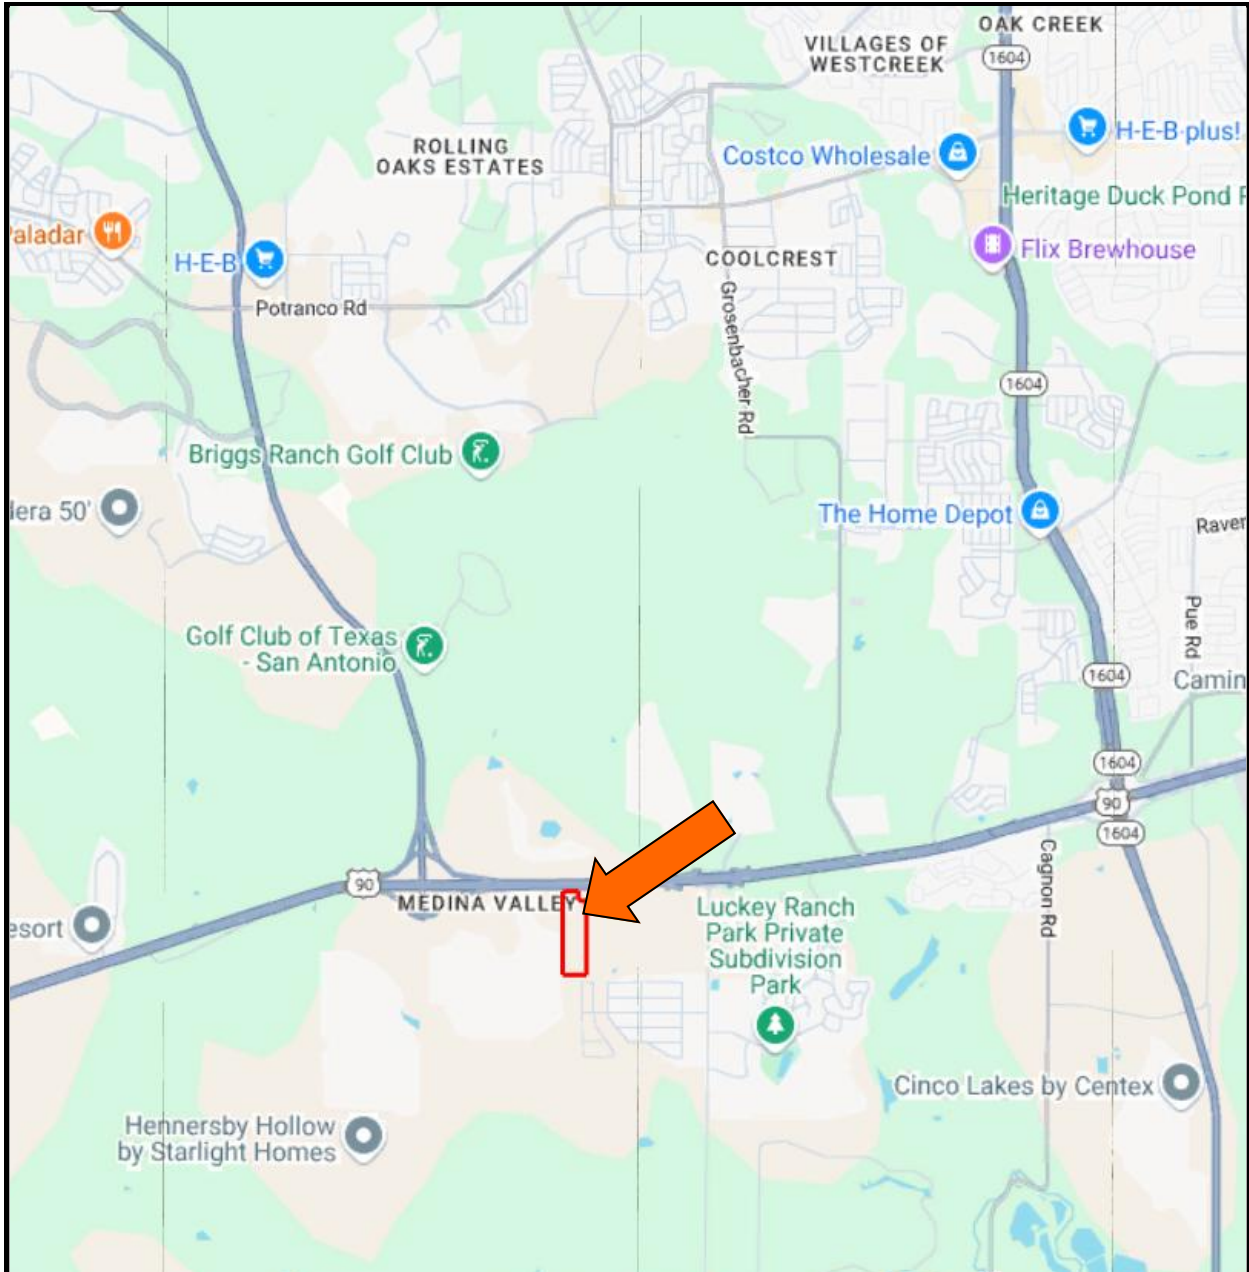 OAK CREEK
VILLAGES OF
WESTCREEK
1604
H-E-B plus!
ROLLING
OAKS ESTATES
Costco Wholesale
Heritage Duck Pond
aladar
H-E-B
COOLCREST
Flix Brewhouse
Potranco Rd
Grosenbacher Rd
1604
Briggs Ranch Golf Club
lera 50'
The Home Depot
Raver
Pue Rd
Golf Club of Texas
- San Antonio
1604
Camin
1604
90
1604
Cagnon Rd
90
MEDINA VALLEY
Luckey Ranch
Park Private
Subdivision
Park
esort
Cinco Lakes by Centex
Hennersby Hollow
by Starlight Homes